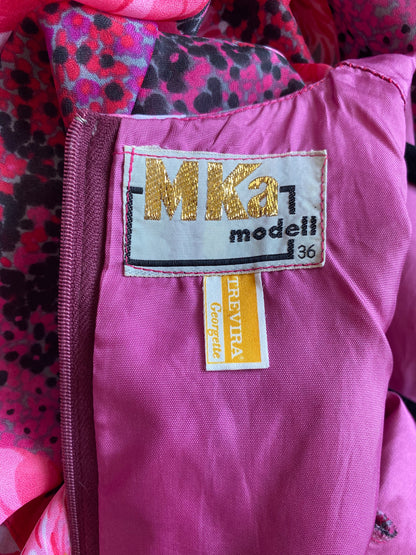 MKa
modell
36
TREVIRA®
Georgette